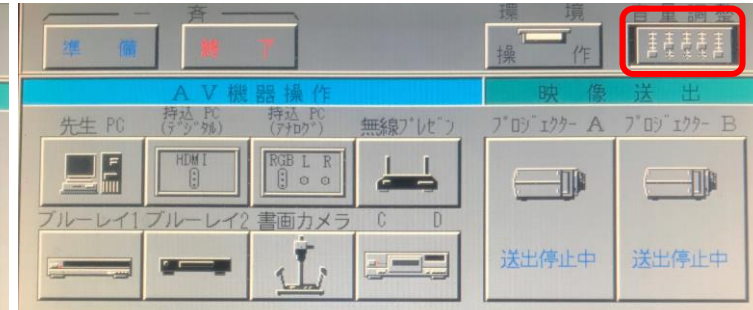 一 斉
準 備
終 了
環 境
操 作
音量調整
AV機器操作
映 像 送 出
先生 PC
持込 PC
(デジタル)
持込 PC
(アナログ)
無線プレゼン
プロジェクター A
プロジェクター B
HDMI
RGB L R
ブルーレイ1
ブルーレイ2
書画カメラ
C D
送出停止中
送出停止中